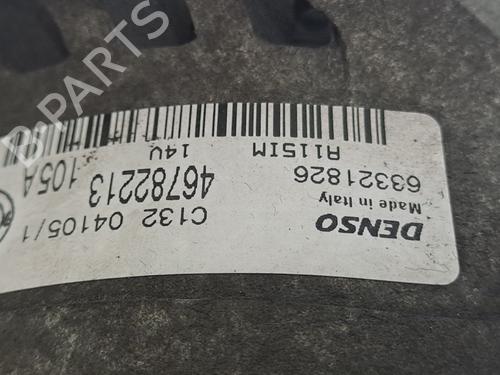 DENSO
Made in Italy
63321826
A115IM
C132 04105/1
46782213 105A
14V
B-PARTS